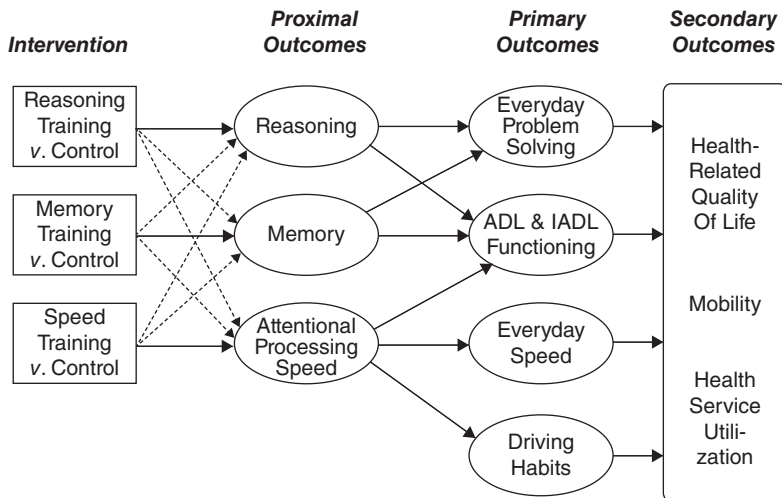 Intervention
Proximal
Outcomes
Primary
Outcomes
Secondary
Outcomes
Reasoning
Training
v. Control
Memory
Training
v. Control
Speed
Training
v. Control
Reasoning
Memory
Attentional
Processing
Speed
Everyday
Problem
Solving
ADL & IADL
Functioning
Everyday
Speed
Driving
Habits
Health-
Related
Quality
Of Life
Mobility
Health
Service
Utili-
zation